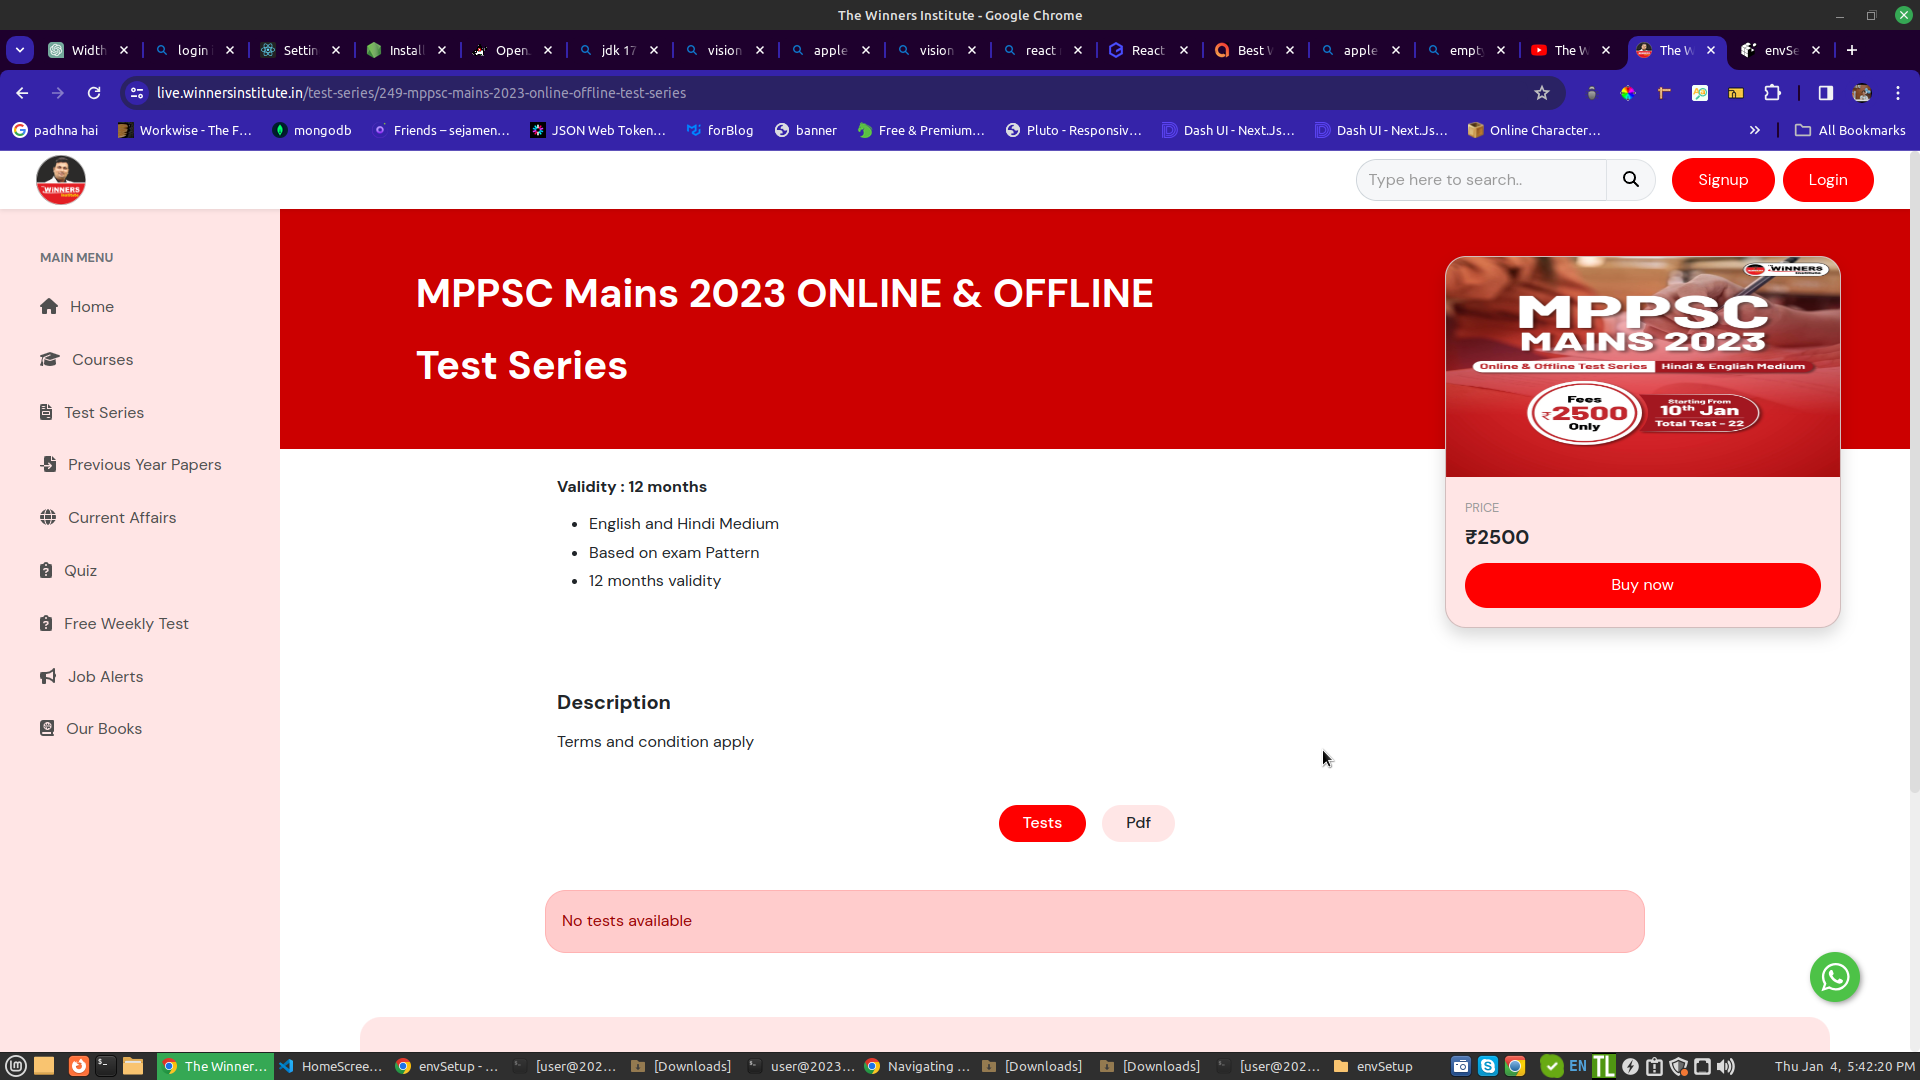 The Winners Institute - Google Chrome
Width
login
Settin
Install
Open
jdk 17
vision
apple
vision
react
React
Best
apple
empt
The W
The W
envSe
live.winnersinstitute.in/test-series/249-mppsc-mains-2023-online-offline-test-series
padhna hai
Workwise - The F...
mongodb
Friends – sejamen...
JSON Web Token...
forBlog
banner
Free & Premium...
Pluto - Responsiv...
Dash UI - Next.Js...
Dash UI - Next.Js...
Online Character...
All Bookmarks
WINNERS
Type here to search..
Signup
Login
MAIN MENU
Home
Courses
Test Series
Previous Year Papers
Current Affairs
Quiz
Free Weekly Test
Job Alerts
Our Books
MPPSC Mains 2023 ONLINE & OFFLINE
Test Series
WINNERS
MPPSC
MAINS 2023
Online & Offline Test Series Hindi & English Medium
Fees
₹2500
Only
Starting From
10th Jan
Total Test - 22
PRICE
₹2500
Buy now
Validity : 12 months
• English and Hindi Medium
• Based on exam Pattern
• 12 months validity
Description
Terms and condition apply
Tests
Pdf
No tests available
The Winner...
HomeScree...
envSetup - ...
[user@202...
[Downloads]
user@2023...
Navigating ...
[Downloads]
[Downloads]
[user@202...
envSetup
EN
TL
Thu Jan 4, 5:42:20 PM